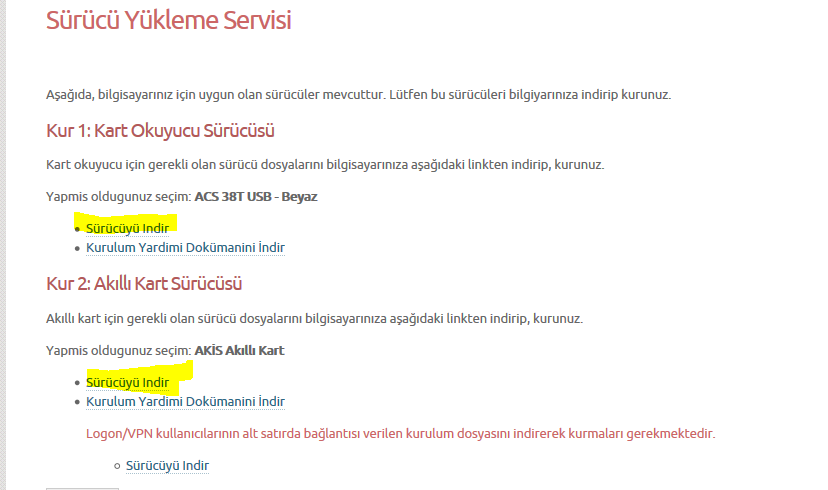 Sürücü Yükleme Servisi
Aşağıda, bilgisayarınız için uygun olan sürücüler mevcuttur. Lütfen bu sürücüleri bilgiyarınıza indirip kurunuz.
Kur 1: Kart Okuyucu Sürücüsü
Kart okuyucu için gerekli olan sürücü dosyalarını bilgisayarınıza aşağıdaki linkten indirip, kurunuz.
Yapmis oldugunuz seçim: ACS 38T USB - Beyaz
Sürücüyü Indir
Kurulum Yardimi Dokümanini İndir
Kur 2: Akıllı Kart Sürücüsü
Akıllı kart için gerekli olan sürücü dosyalarını bilgisayarınıza aşağıdaki linkten indirip, kurunuz.
Yapmis oldugunuz seçim: AKİS Akıllı Kart
Sürücüyü Indir
Kurulum Yardimi Dokümanini İndir
Logon/VPN kullanıcılarının alt satırda bağlantısı verilen kurulum dosyasını indirerek kurmaları gerekmektedir.
Sürücüyü Indir